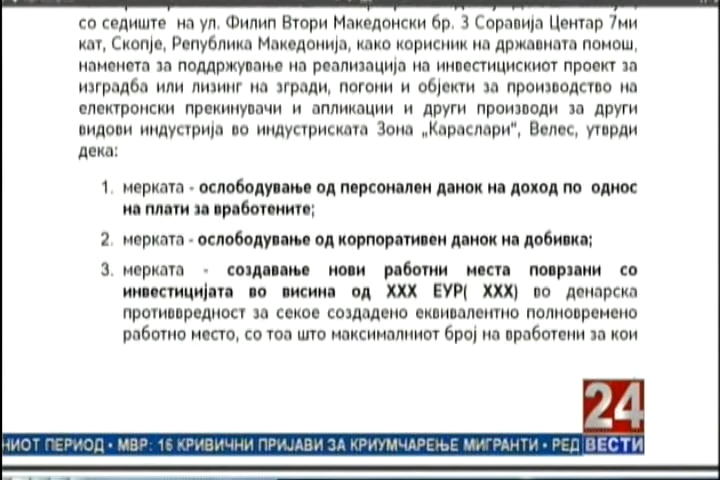 со седиште на ул. Филип Втори Македонски бр. 3 Соравија Центар 7ми
кат, Скопје, Република Македонија, како корисник на државната помош,
наменета за поддржување на реализација на инвестицискиот проект за
изградба или лизинг на згради, погони и објекти за производство на
електронски прекинувачи и апликации и други производи за други
видови индустрија во индустриската Зона „Караслари“, Велес, утврди
дека:
1. мерката - ослободување од персонален данок на доход по однос
на плати за вработените;
2. мерката - ослободување од корпоративен данок на добивка;
3. мерката - создавање нови работни места поврзани со
инвестицијата во висина од XXX ЕУР( XXX) во денарска
противвредност за секое создадено еквивалентно полновремено
работно место, со тоа што максималниот број на вработени за кои
24
ВЕСТИ
НИОТ ПЕРИОД • МВР: 16 КРИВИЧНИ ПРИЈАВИ ЗА КРИУМЧАРЕЊЕ МИГРАНТИ • РЕД